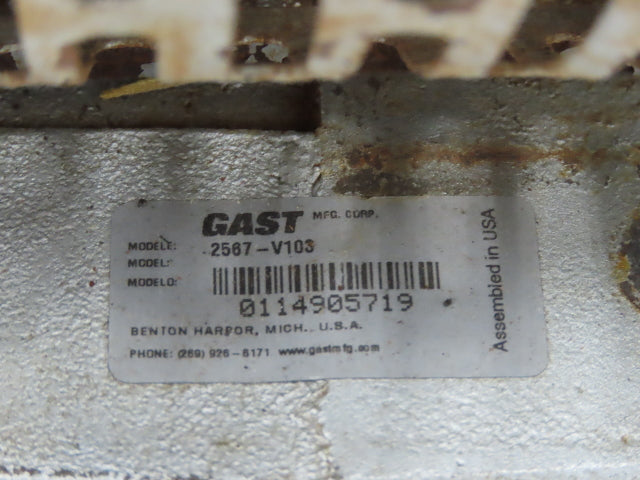 GAST MFG. CORP.
MODELE: 2567-V103
MODEL:
MODELO:
0114905719
BENTON HARBOR, MICH., U.S.A.
PHONE: (269) 926-6171 www.gastmfg.com
Assembled in USA